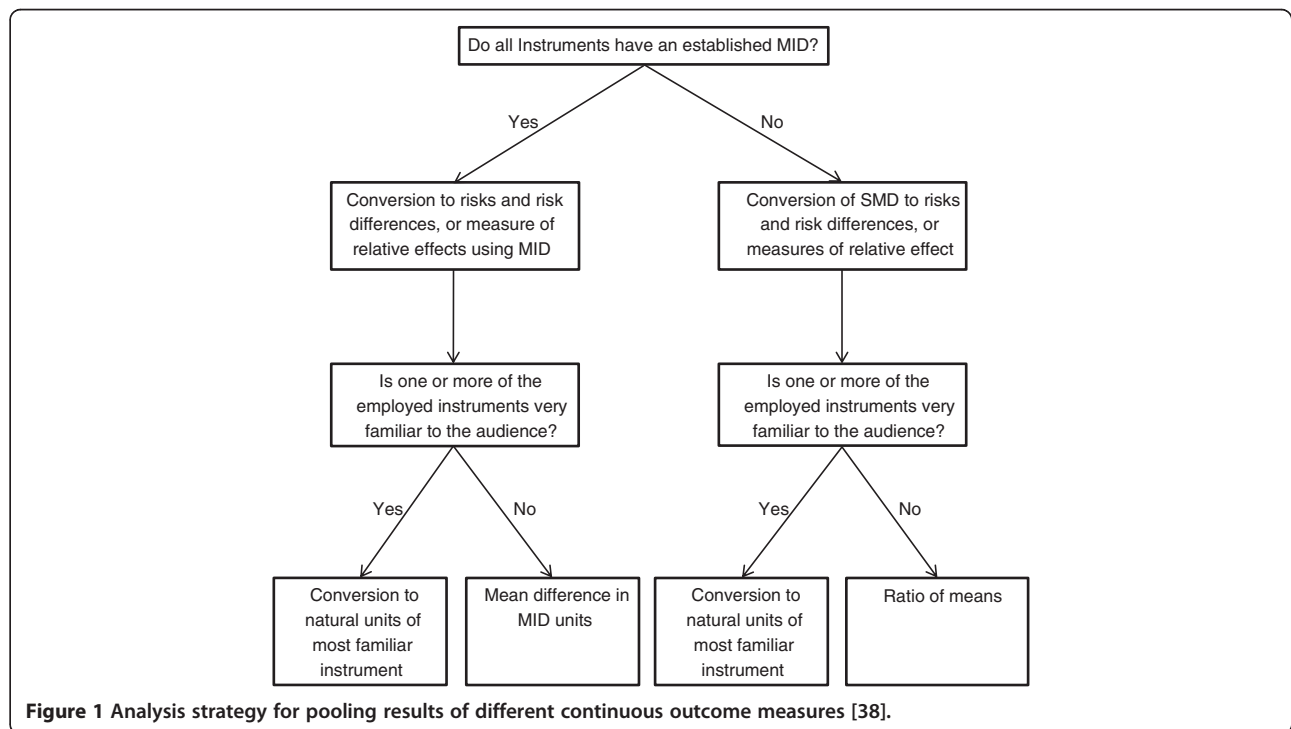 Do all Instruments have an established MID?
Yes
No
Conversion to risks and risk
differences, or measure of
relative effects using MID
Conversion of SMD to risks
and risk differences, or
measures of relative effect
Is one or more of the
employed instruments very
familiar to the audience?
Is one or more of the
employed instruments very
familiar to the audience?
Yes
No
Yes
No
Conversion to
natural units of
most familiar
instrument
Mean difference in
MID units
Conversion to
natural units of
most familiar
instrument
Ratio of means
Figure 1 Analysis strategy for pooling results of different continuous outcome measures [38].